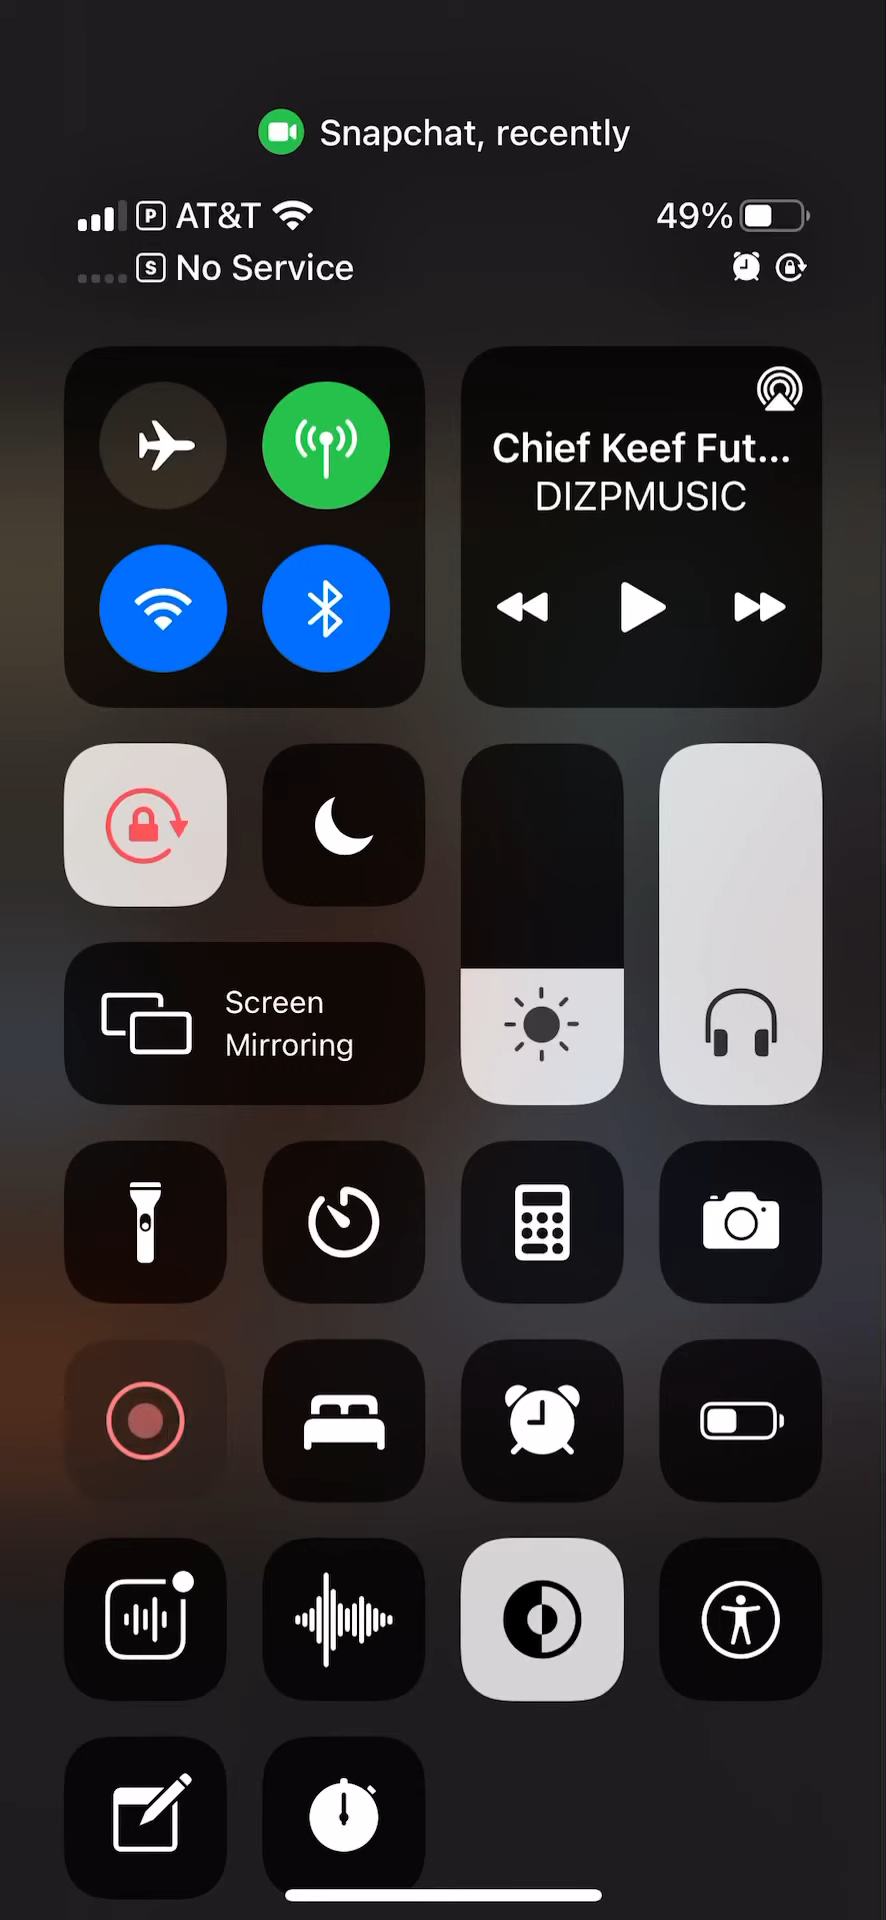 Snapchat, recently
P AT&T 49%
S No Service
Chief Keef Fut...
DIZPMUSIC
Screen
Mirroring